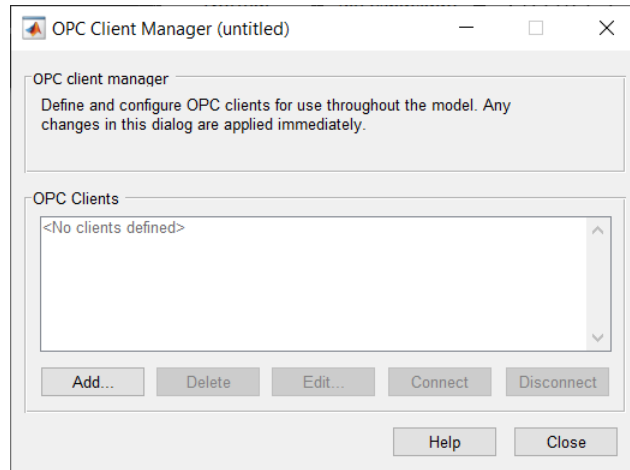 OPC Client Manager (untitled)
OPC client manager
Define and configure OPC clients for use throughout the model. Any
changes in this dialog are applied immediately.
OPC Clients
<No clients defined>
Add... Delete Edit... Connect Disconnect
Help Close